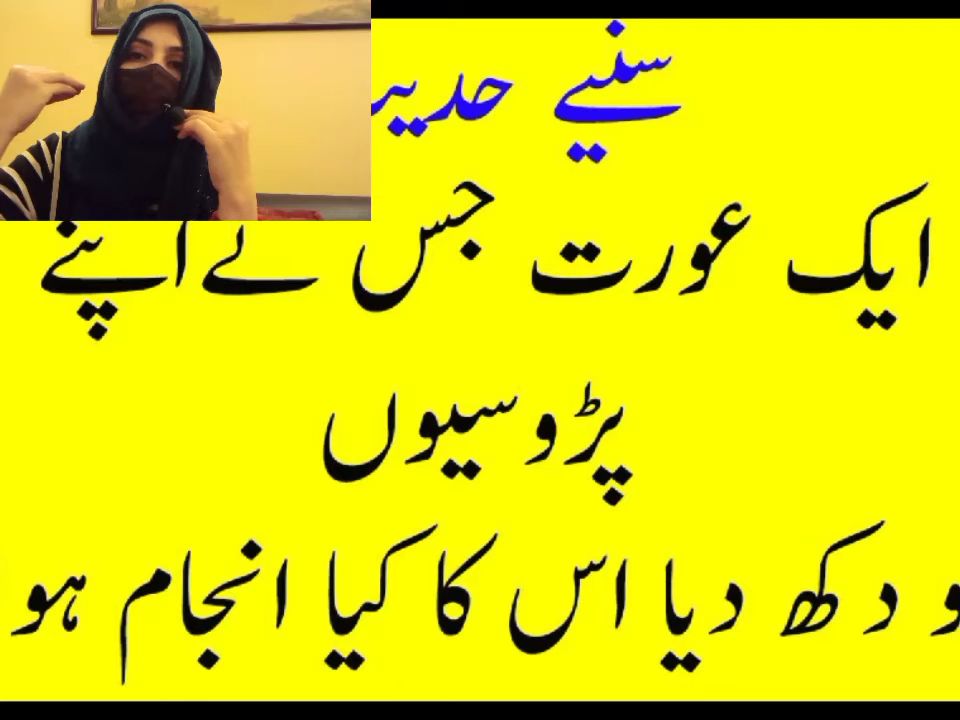 سنیے
ایک عورت جس نے اپنے
پڑوسیوں
دکھ دیا اس کا کیا انجام